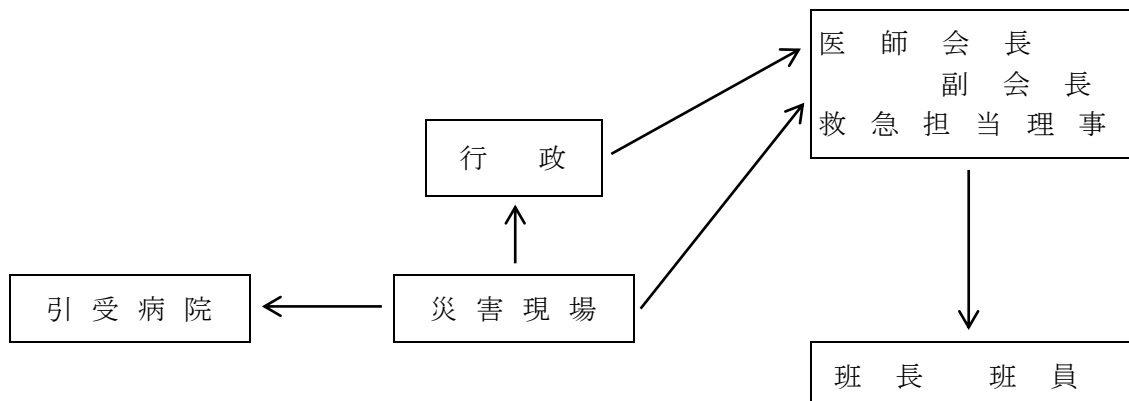 医師会長
副会長
救急担当理事
行政
引受病院
災害現場
班長 班員